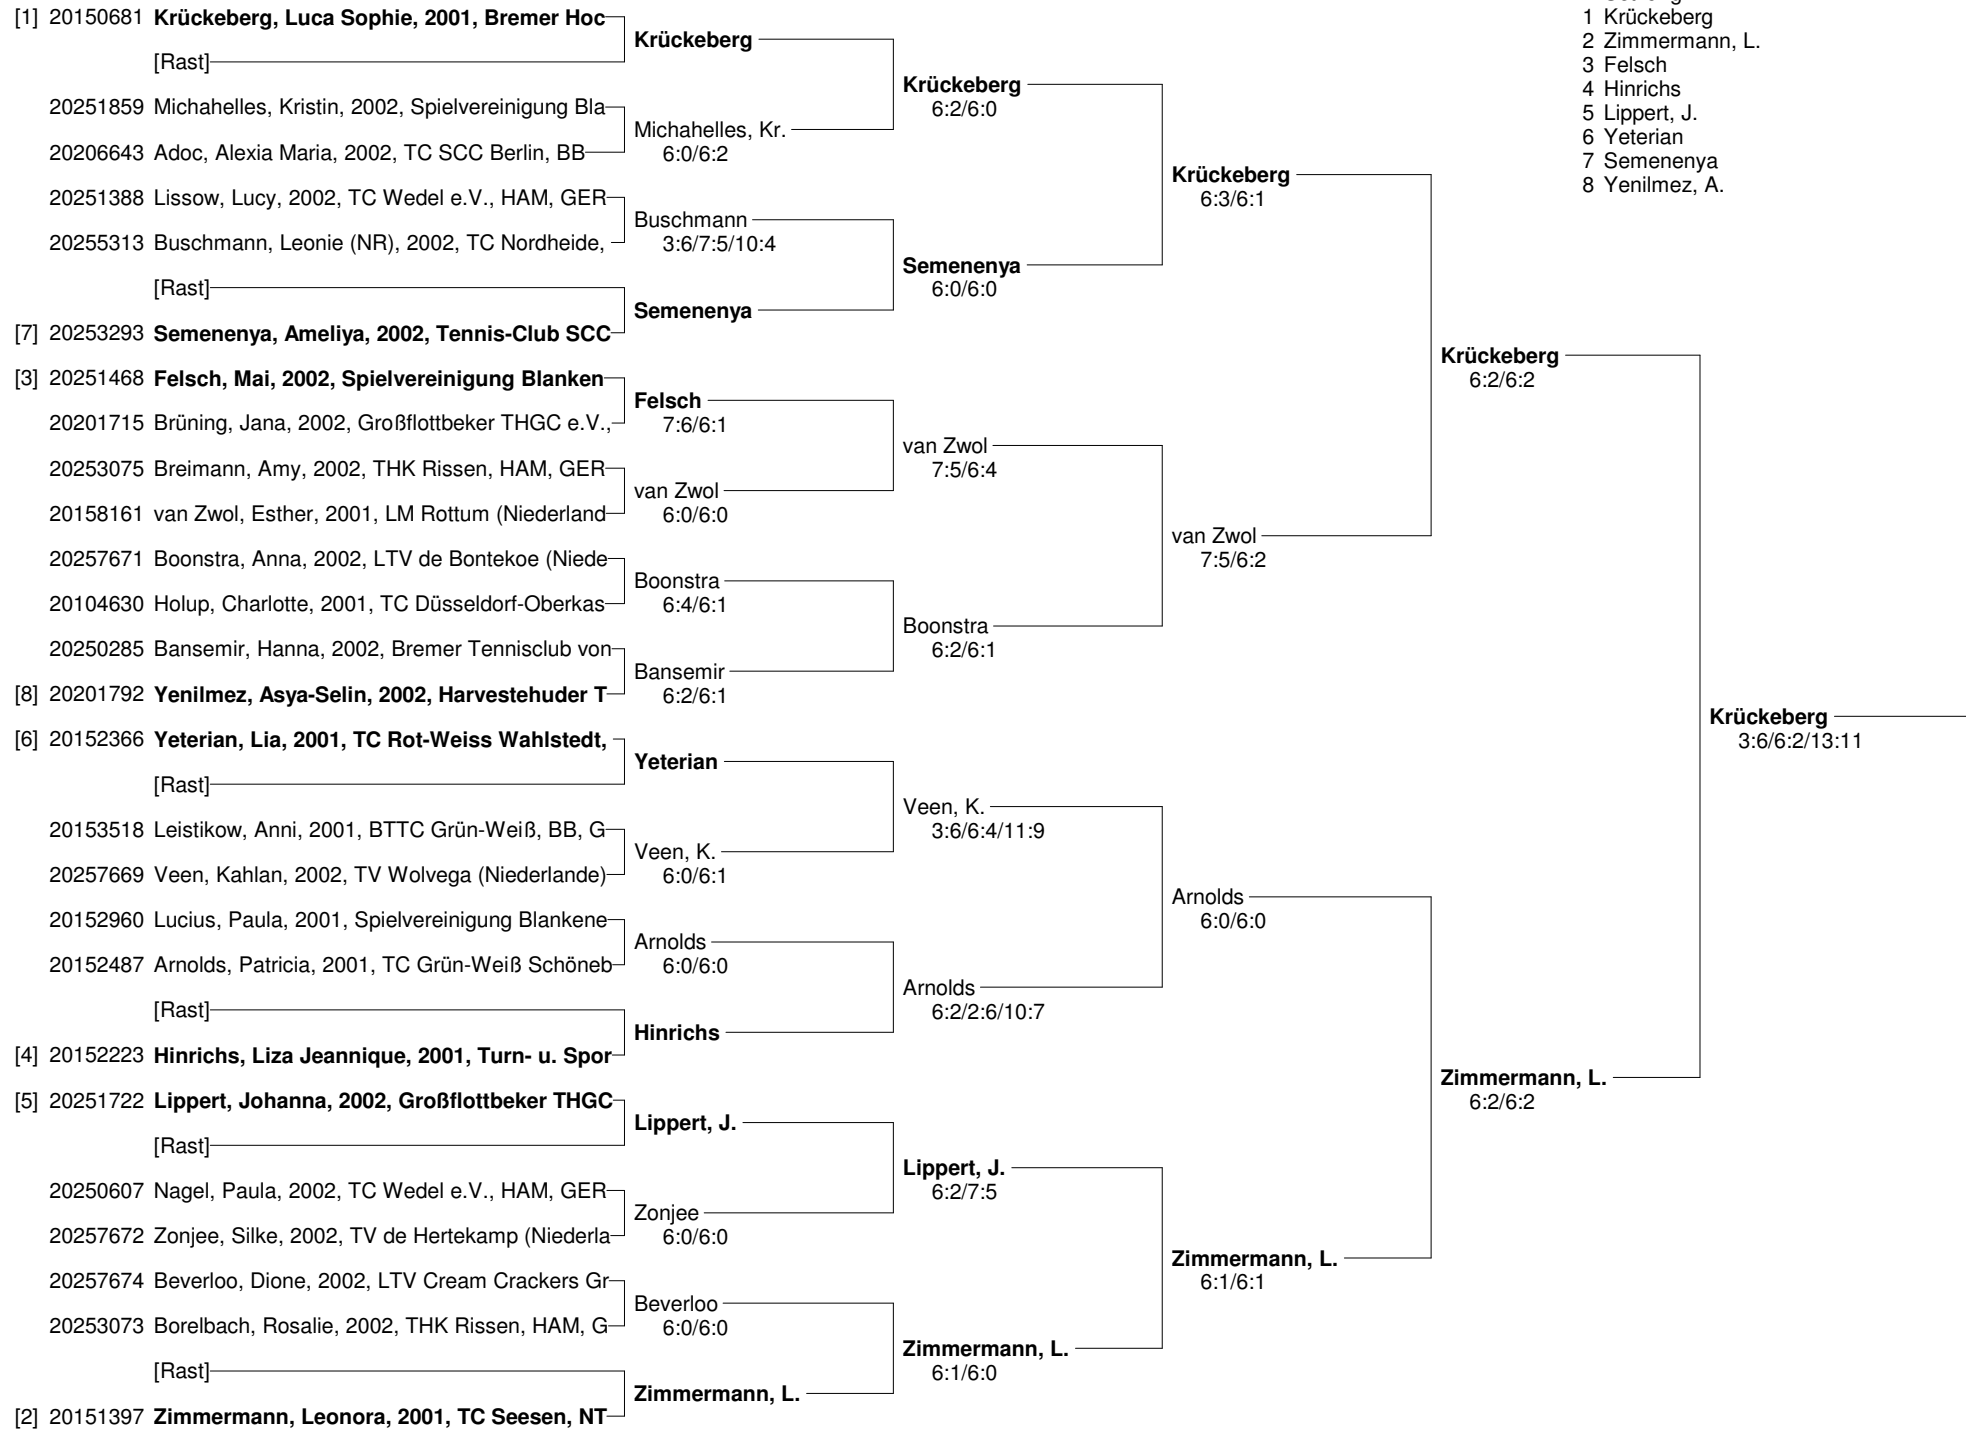 1 Krückeberg
2 Zimmermann, L.
3 Felsch
4 Hinrichs
5 Lippert, J.
6 Yeterian
7 Semenenya
8 Yenilmez, A.
[1] 20150681 Krückeberg, Luca Sophie, 2001, Bremer Hoc
[Rast]
20251859 Michahelles, Kristin, 2002, Spielvereinigung Bla
20206643 Adoc, Alexia Maria, 2002, TC SCC Berlin, BB
20251388 Lissow, Lucy, 2002, TC Wedel e.V., HAM, GER
20255313 Buschmann, Leonie (NR), 2002, TC Nordheide,
[Rast]
[7] 20253293 Semenenya, Ameliya, 2002, Tennis-Club SCC
[3] 20251468 Felsch, Mai, 2002, Spielvereinigung Blanken
20201715 Brüning, Jana, 2002, Großflottbeker THGC e.V.,
20253075 Breimann, Amy, 2002, THK Rissen, HAM, GER
20158161 van Zwol, Esther, 2001, LM Rottum (Niederland
20257671 Boonstra, Anna, 2002, LTV de Bontekoe (Niede
20104630 Holup, Charlotte, 2001, TC Düsseldorf-Oberkas
20250285 Bansemir, Hanna, 2002, Bremer Tennisclub von
[8] 20201792 Yenilmez, Asya-Selin, 2002, Harvestehuder T
[6] 20152366 Yeterian, Lia, 2001, TC Rot-Weiss Wahlstedt,
[Rast]
20153518 Leistikow, Anni, 2001, BTTC Grün-Weiß, BB, G
20257669 Veen, Kahlan, 2002, TV Wolvega (Niederlande)
20152960 Lucius, Paula, 2001, Spielvereinigung Blankene
20152487 Arnolds, Patricia, 2001, TC Grün-Weiß Schöneb
[Rast]
[4] 20152223 Hinrichs, Liza Jeannique, 2001, Turn- u. Spor
[5] 20251722 Lippert, Johanna, 2002, Großflottbeker THGC
[Rast]
20250607 Nagel, Paula, 2002, TC Wedel e.V., HAM, GER
20257672 Zonjee, Silke, 2002, TV de Hertekamp (Niederla
20257674 Beverloo, Dione, 2002, LTV Cream Crackers Gr
20253073 Borelbach, Rosalie, 2002, THK Rissen, HAM, G
[Rast]
[2] 20151397 Zimmermann, Leonora, 2001, TC Seesen, NT
Krückeberg
Michahelles, Kr.
6:0/6:2
Buschmann
3:6/7:5/10:4
Semenenya
Felsch
7:6/6:1
van Zwol
6:0/6:0
Boonstra
6:4/6:1
Bansemir
6:2/6:1
Yeterian
Veen, K.
6:0/6:1
Arnolds
6:0/6:0
Hinrichs
Lippert, J.
Zonjee
6:0/6:0
Beverloo
6:0/6:0
Zimmermann, L.
Krückeberg
6:2/6:0
Semenenya
6:0/6:0
van Zwol
7:5/6:4
Boonstra
6:2/6:1
Veen, K.
3:6/6:4/11:9
Arnolds
6:2/2:6/10:7
Lippert, J.
6:2/7:5
Zimmermann, L.
6:1/6:0
Krückeberg
6:3/6:1
van Zwol
7:5/6:2
Arnolds
6:0/6:0
Zimmermann, L.
6:1/6:1
Krückeberg
6:2/6:2
Zimmermann, L.
6:2/6:2
Krückeberg
3:6/6:2/13:11